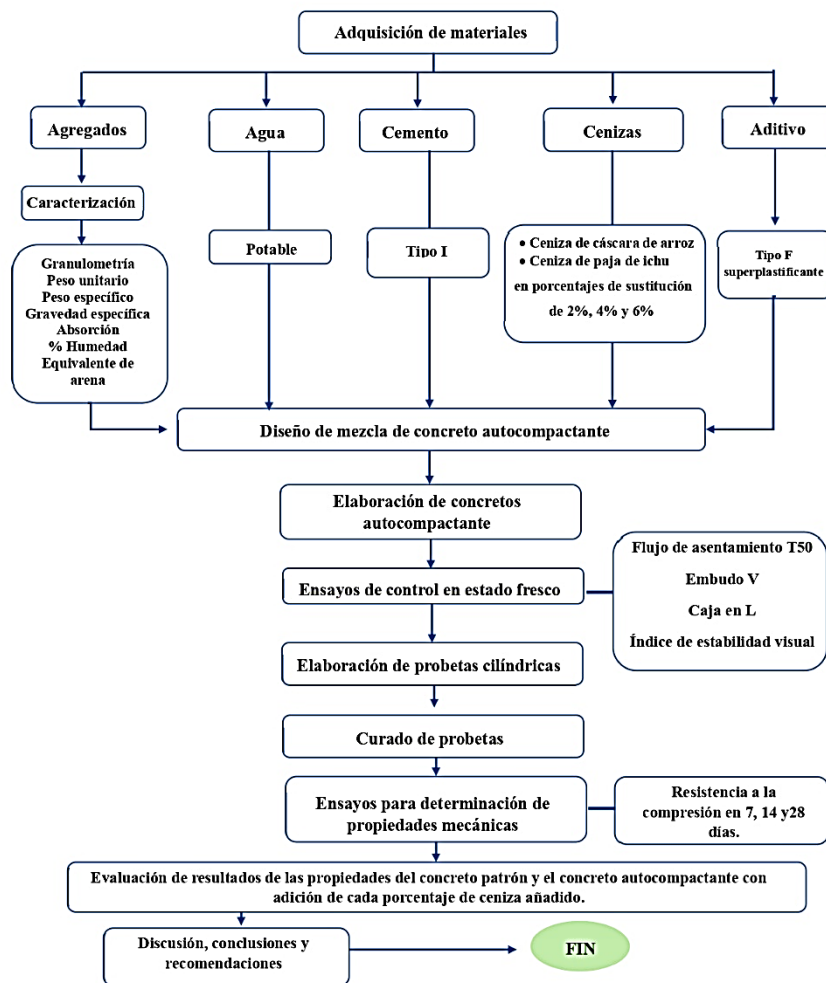 Adquisición de materiales
Agregados
Agua
Cemento
Cenizas
Aditivo
Caracterización
Potable
Tipo I
• Ceniza de cáscara de arroz
• Ceniza de paja de ichu
en porcentajes de sustitución
de 2%, 4% y 6%
Tipo F
superplastificante
Granulometría
Peso unitario
Peso específico
Gravedad específica
Absorción
% Humedad
Equivalente de
arena
Diseño de mezcla de concreto autocompactante
Elaboración de concretos
autocompactante
Ensayos de control en estado fresco
Flujo de asentamiento T50
Embudo V
Caja en L
Índice de estabilidad visual
Elaboración de probetas cilíndricas
Curado de probetas
Ensayos para determinación de
propiedades mecánicas
Resistencia a la
compresión en 7, 14 y28
días.
Evaluación de resultados de las propiedades del concreto patrón y el concreto autocompactante con
adición de cada porcentaje de ceniza añadido.
Discusión, conclusiones y
recomendaciones
FIN